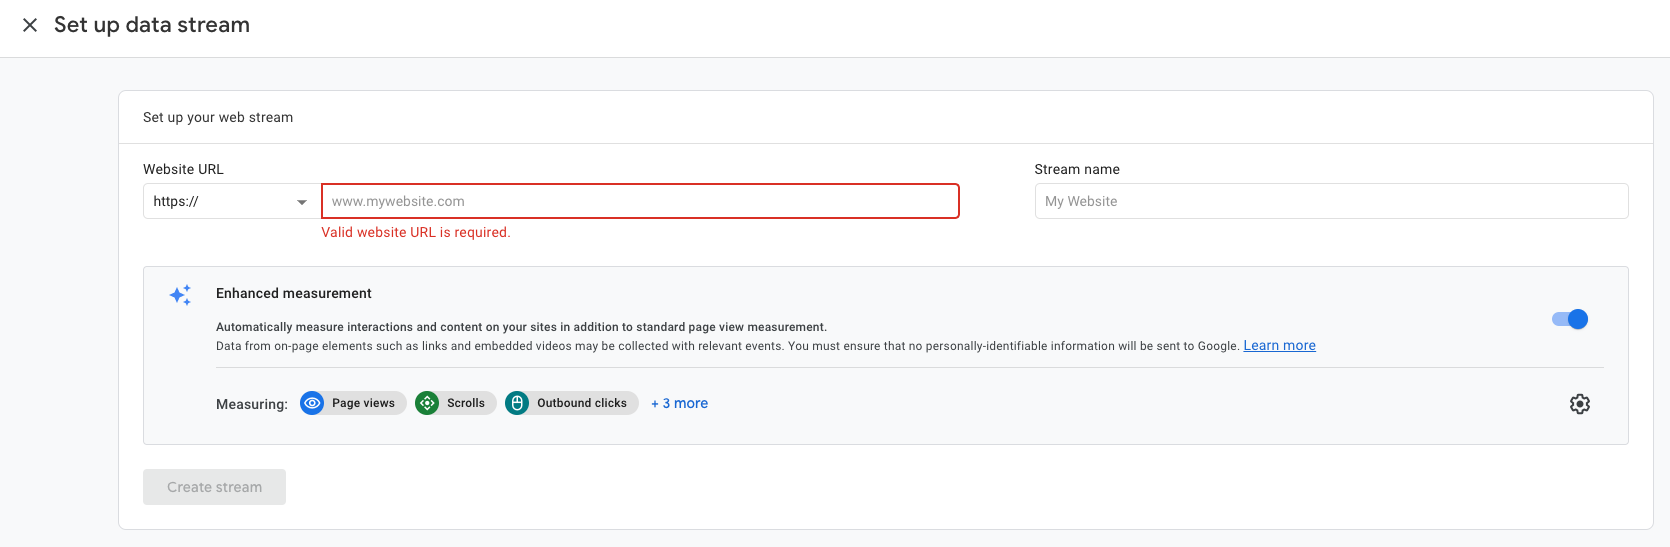 Set up data stream
Set up your web stream
Website URL
https://
www.mywebsite.com
Valid website URL is required.
Stream name
My Website
Enhanced measurement
Automatically measure interactions and content on your sites in addition to standard page view measurement.
Data from on-page elements such as links and embedded videos may be collected with relevant events. You must ensure that no personally-identifiable information will be sent to Google. Learn more
Measuring: Page views Scrolls Outbound clicks + 3 more
Create stream